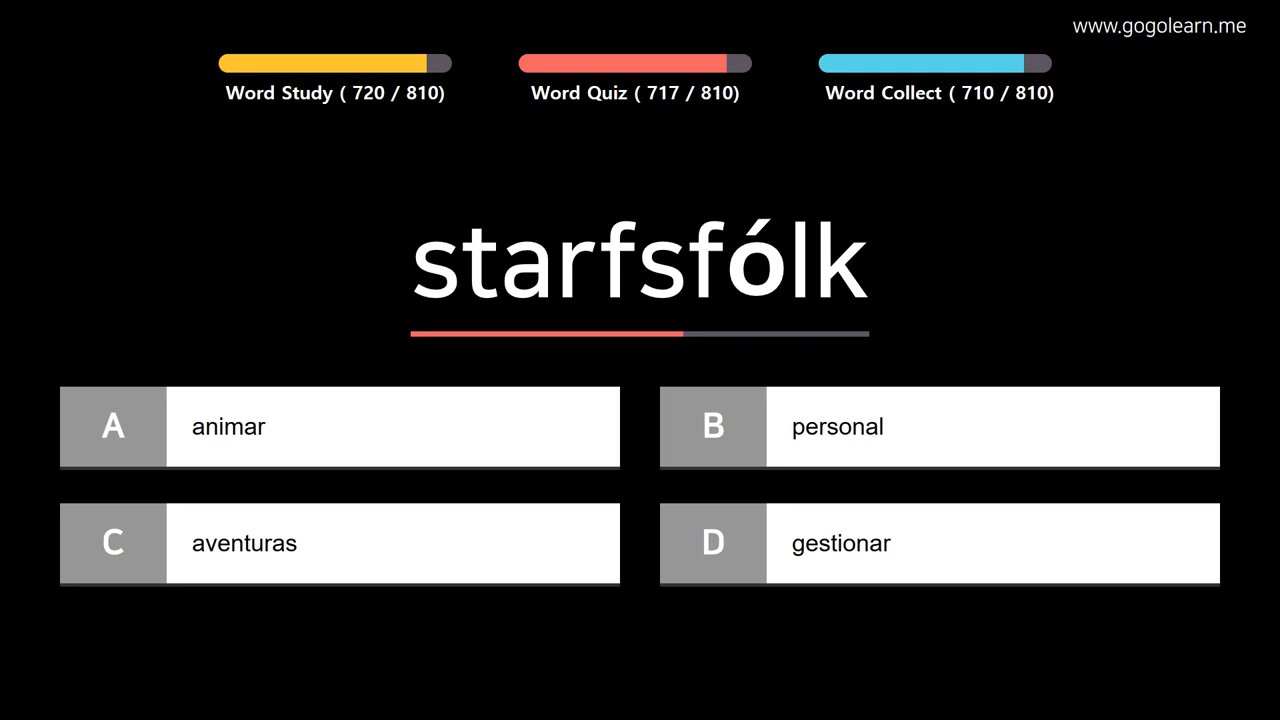 www.gogolearn.me
Word Study ( 720 / 810)
Word Quiz ( 717 / 810)
Word Collect ( 710 / 810)
starfsfólk
A animar
B personal
C aventuras
D gestionar